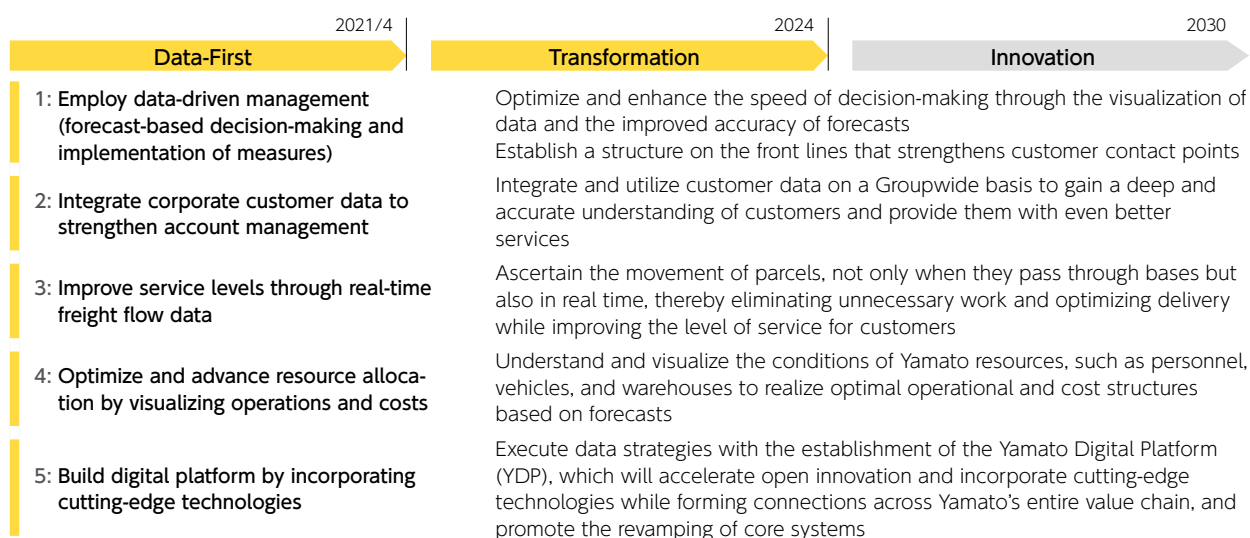 2021/4
2024
2030
Data-First
Transformation
Innovation
1: Employ data-driven management
(forecast-based decision-making and
implementation of measures)
Optimize and enhance the speed of decision-making through the visualization of
data and the improved accuracy of forecasts
Establish a structure on the front lines that strengthens customer contact points
2: Integrate corporate customer data to
strengthen account management
Integrate and utilize customer data on a Groupwide basis to gain a deep and
accurate understanding of customers and provide them with even better
services
3: Improve service levels through real-time
freight flow data
Ascertain the movement of parcels, not only when they pass through bases but
also in real time, thereby eliminating unnecessary work and optimizing delivery
while improving the level of service for customers
4: Optimize and advance resource alloca-
tion by visualizing operations and costs
Understand and visualize the conditions of Yamato resources, such as personnel,
vehicles, and warehouses to realize optimal operational and cost structures
based on forecasts
5: Build digital platform by incorporating
cutting-edge technologies
Execute data strategies with the establishment of the Yamato Digital Platform
(YDP), which will accelerate open innovation and incorporate cutting-edge
technologies while forming connections across Yamato’s entire value chain, and
promote the revamping of core systems